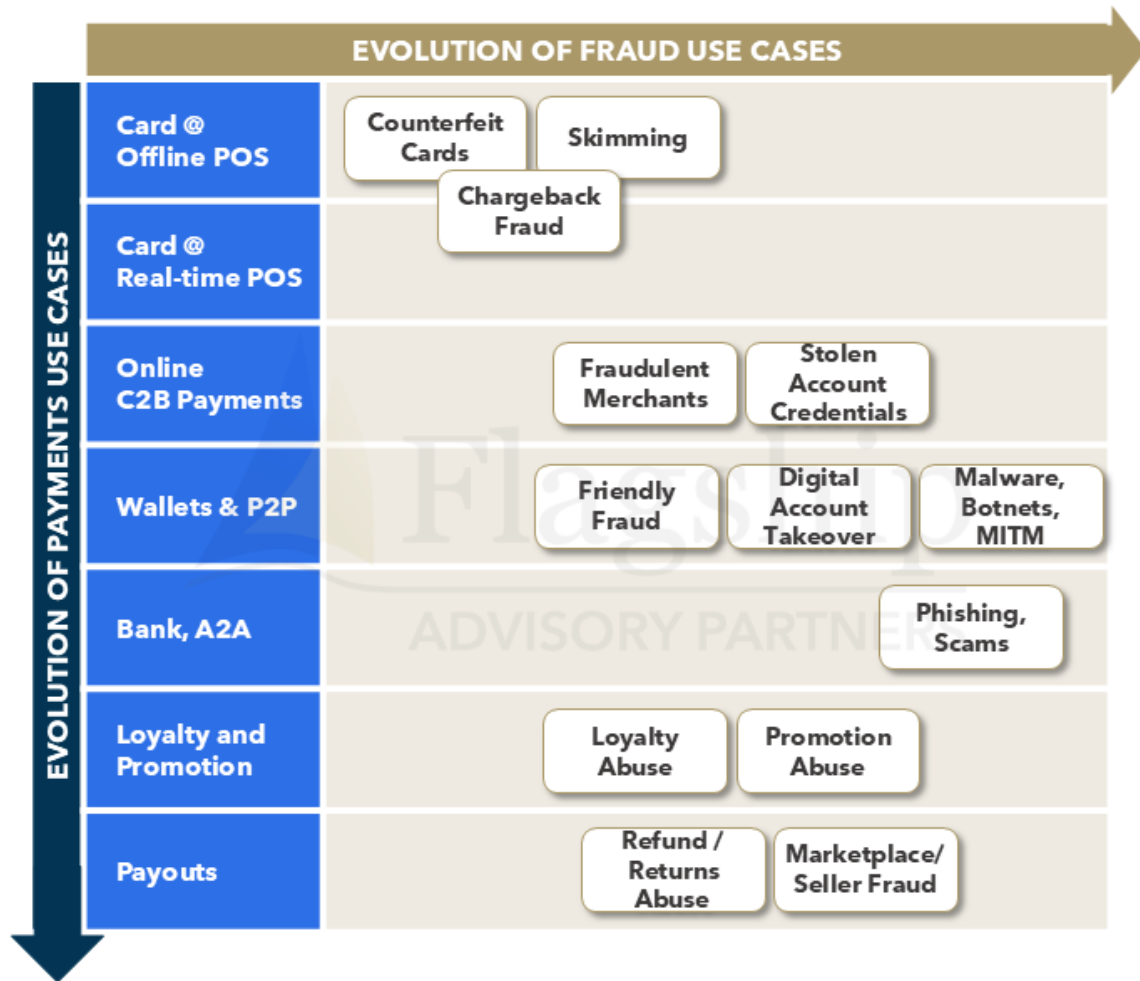 EVOLUTION OF FRAUD USE CASES
EVOLUTION OF PAYMENTS USE CASES
Card @
Offline POS
Counterfeit
Cards
Skimming
Chargeback
Fraud
Card @
Real-time POS
Online
C2B Payments
Fraudulent
Merchants
Stolen
Account
Credentials
Wallets & P2P
Friendly
Fraud
Digital
Account
Takeover
Malware,
Botnets,
MITM
Flagship
ADVISORY PARTNERS
Bank, A2A
Phishing,
Scams
Loyalty and
Promotion
Loyalty
Abuse
Promotion
Abuse
Payouts
Refund /
Returns
Abuse
Marketplace/
Seller Fraud